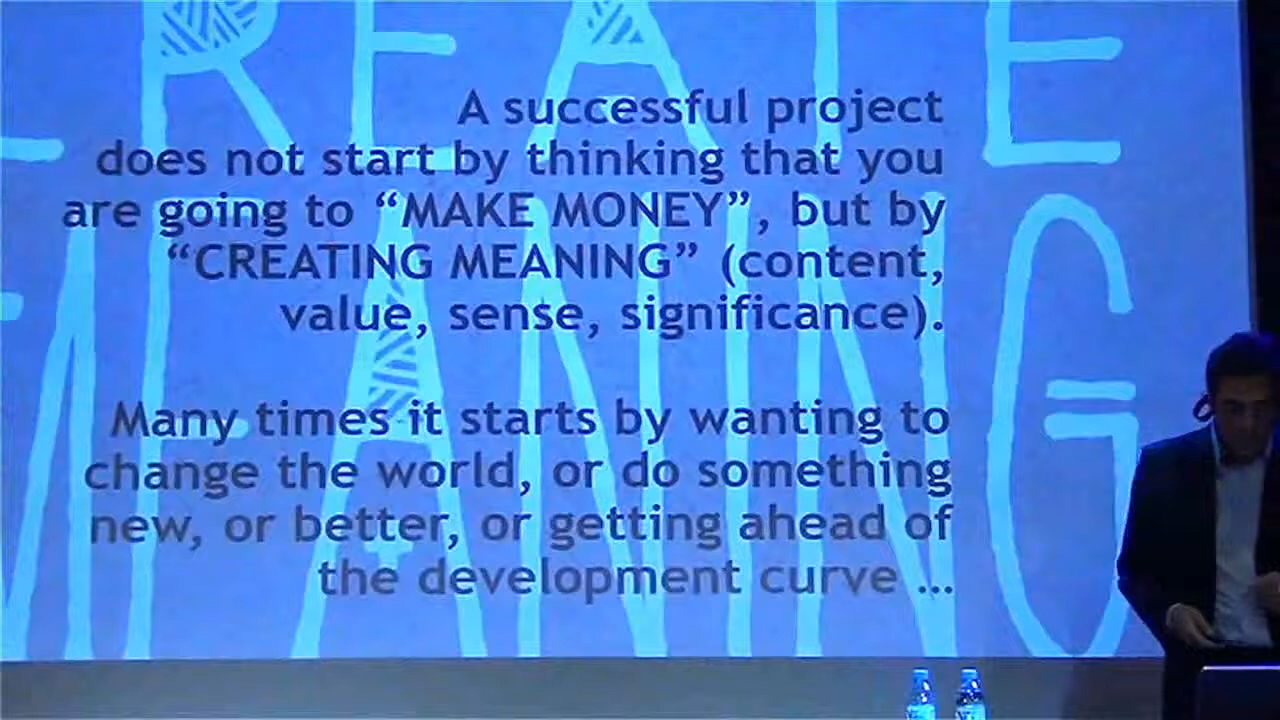 CREATE
MEANING
A successful project
does not start by thinking that you
are going to “MAKE MONEY”, but by
“CREATING MEANING” (content,
value, sense, significance).
Many times it starts by wanting to
change the world, or do something
new, or better, or getting ahead of
the development curve ...